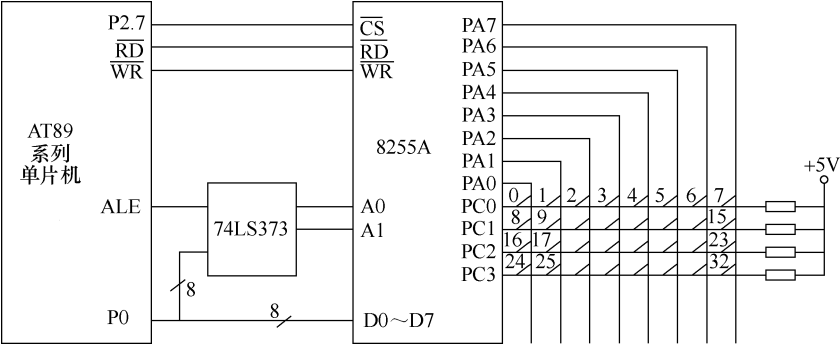 P2.7
RD
WR
AT89
系列
单片机
ALE
P0
74LS373
8
8
CS
RD
WR
8255A
A0
A1
D0～D7
PA7
PA6
PA5
PA4
PA3
PA2
PA1
PA0
PC0
PC1
PC2
PC3
0 1 2 3 4 5 6 7
8 9 15
16 17 23
24 25 32
+5V